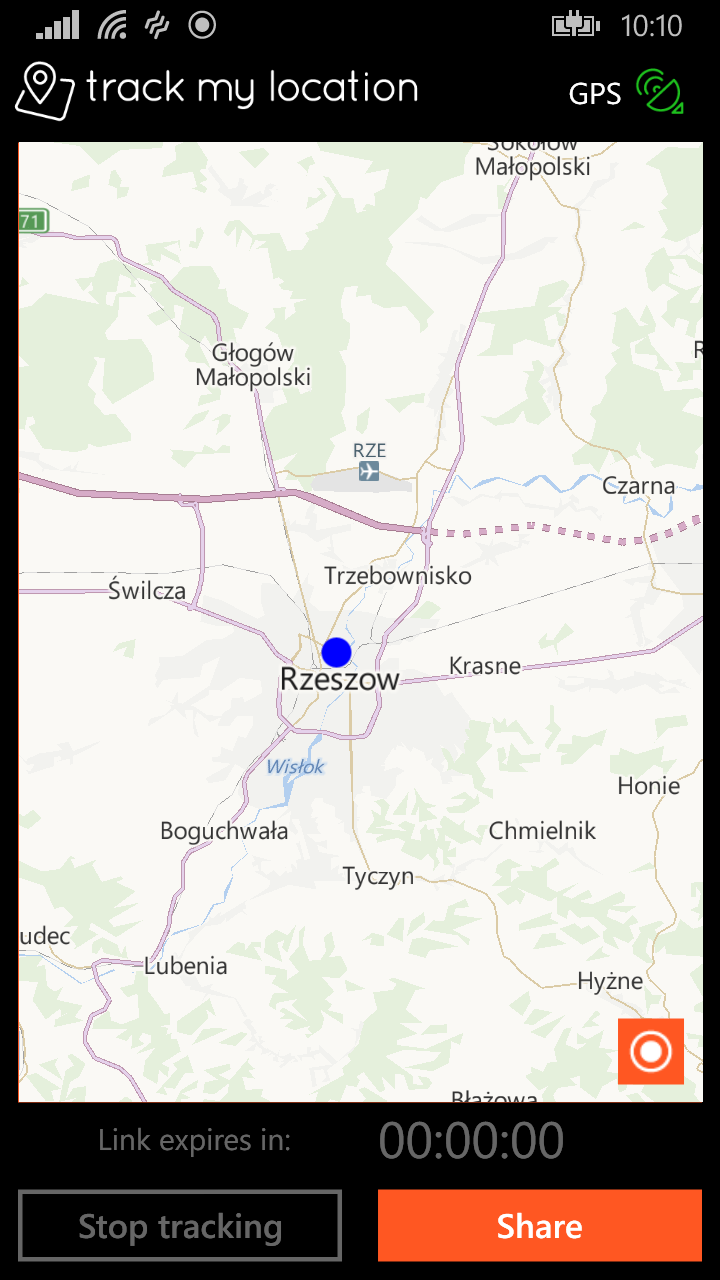 10:10
track my location
GPS
Sokołów
Małopolski
71
Głogów
Małopolski
R
RZE
Czarna
Trzebownisko
Świlcza
Krasne
Rzeszow
Wisłok
Honie
Boguchwała
Chmielnik
Tyczyn
udec
Lubenia
Hyżne
Błażowa
Link expires in:
00:00:00
Stop tracking
Share